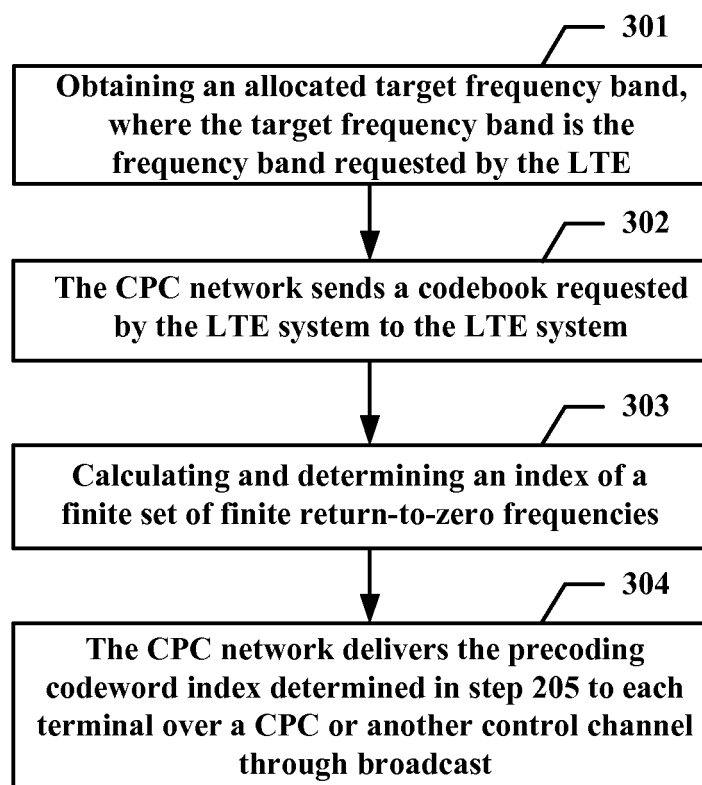 301
Obtaining an allocated target frequency band,
where the target frequency band is the
frequency band requested by the LTE
302
The CPC network sends a codebook requested
by the LTE system to the LTE system
303
Calculating and determining an index of a
finite set of finite return-to-zero frequencies
304
The CPC network delivers the precoding
codeword index determined in step 205 to each
terminal over a CPC or another control channel
through broadcast